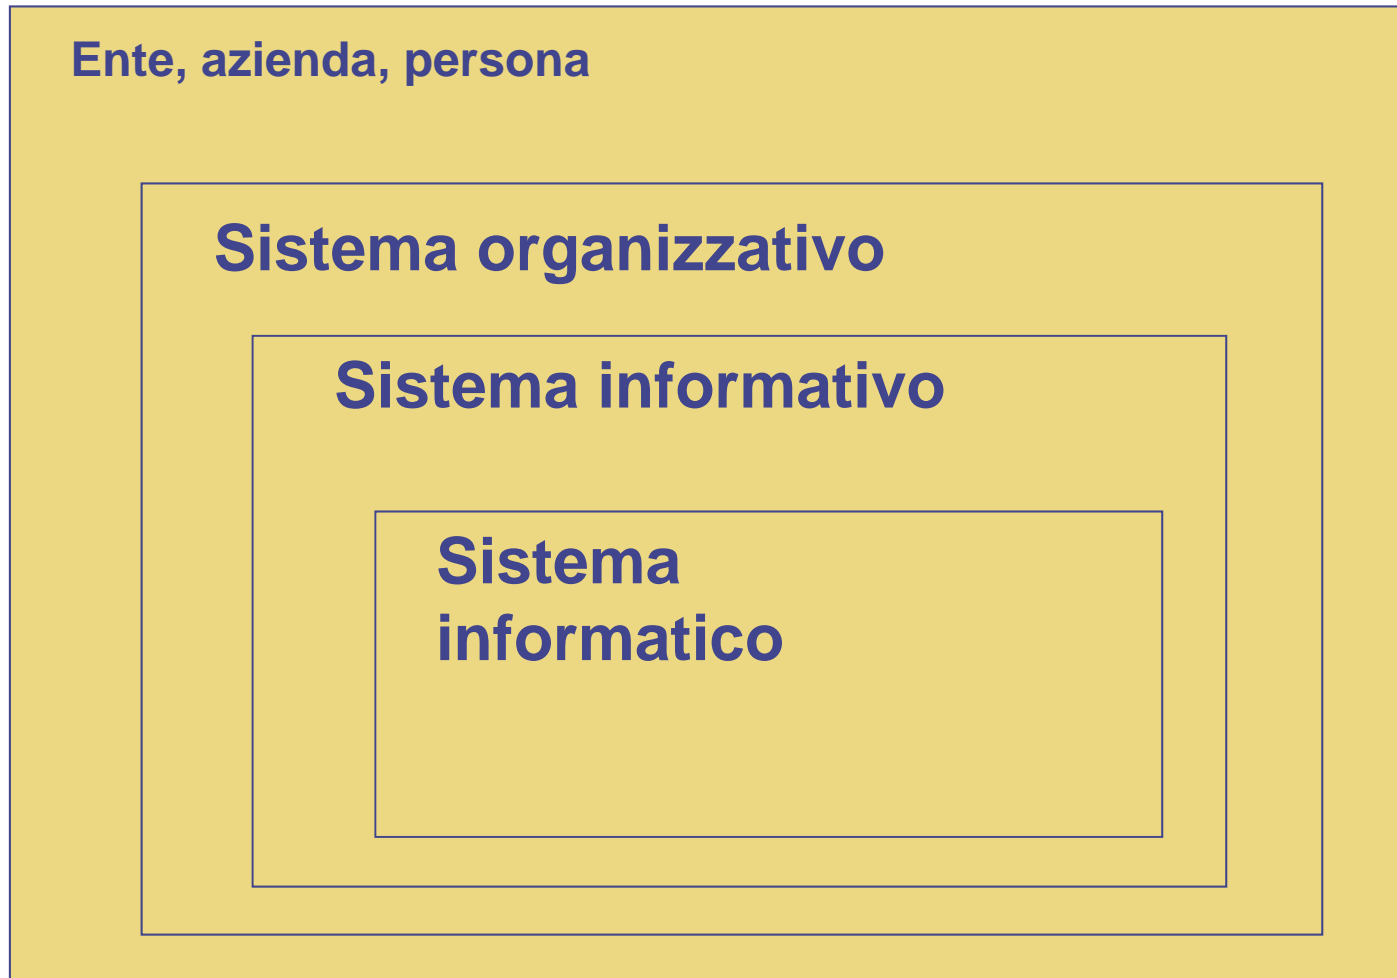 Ente, azienda, persona
Sistema organizzativo
Sistema informativo
Sistema
informatico